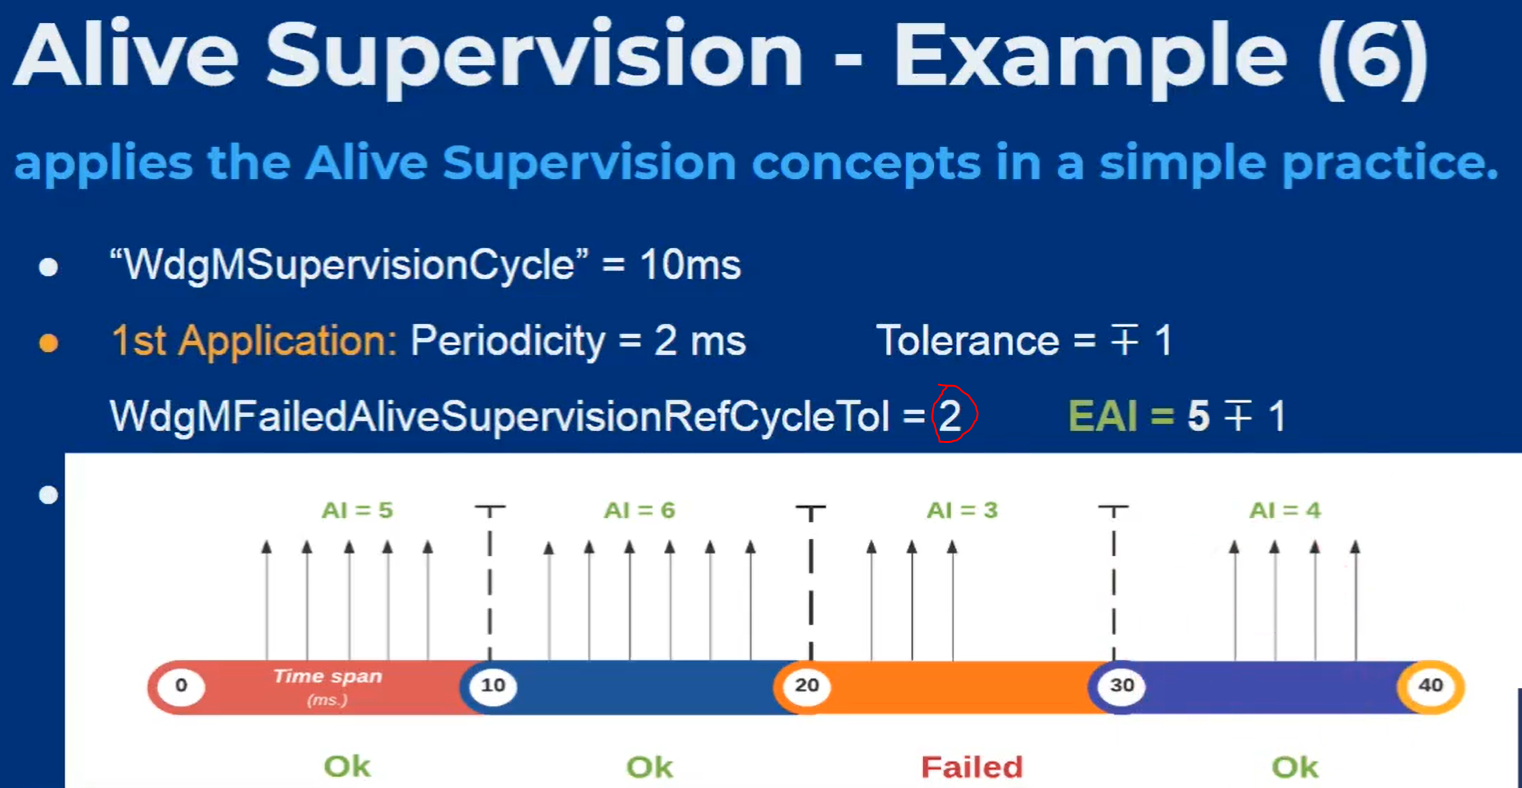 Alive Supervision - Example (6)
applies the Alive Supervision concepts in a simple practice.
● “WdgMSupervisionCycle” = 10ms
● 1st Application: Periodicity = 2 ms Tolerance = ∓ 1
WdgMFailedAliveSupervisionRefCycleTol = 2 EAI = 5 ∓ 1
●
AI = 5 AI = 6 AI = 3 AI = 4
0 Time span 10 20 30 40
(ms.)
Ok Ok Failed Ok